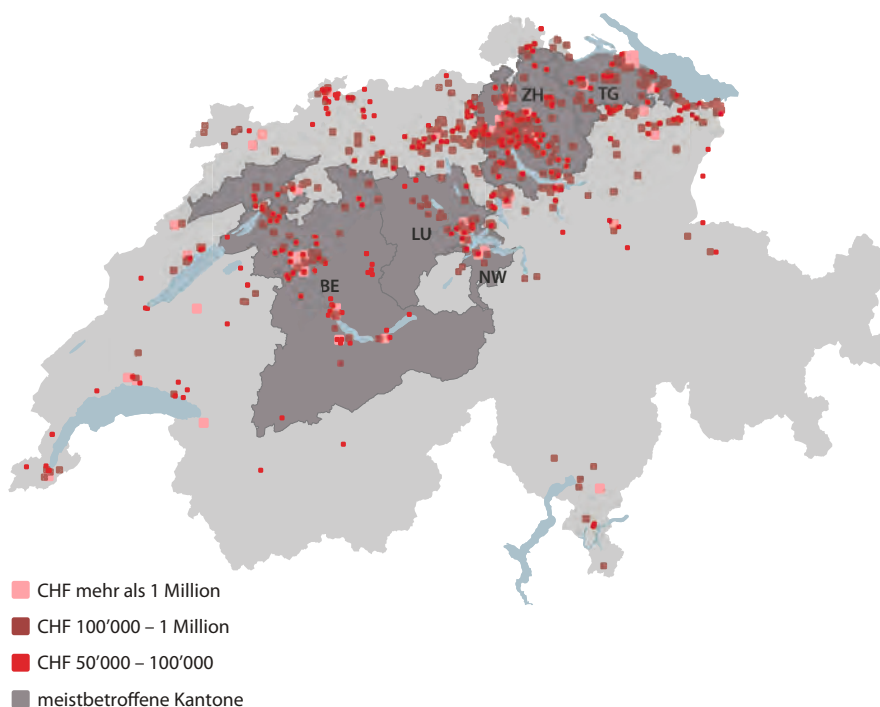 ZH
TG
LU
NW
BE
CHF mehr als 1 Million
CHF 100’000 – 1 Million
CHF 50’000 – 100’000
meistbetroffene Kantone